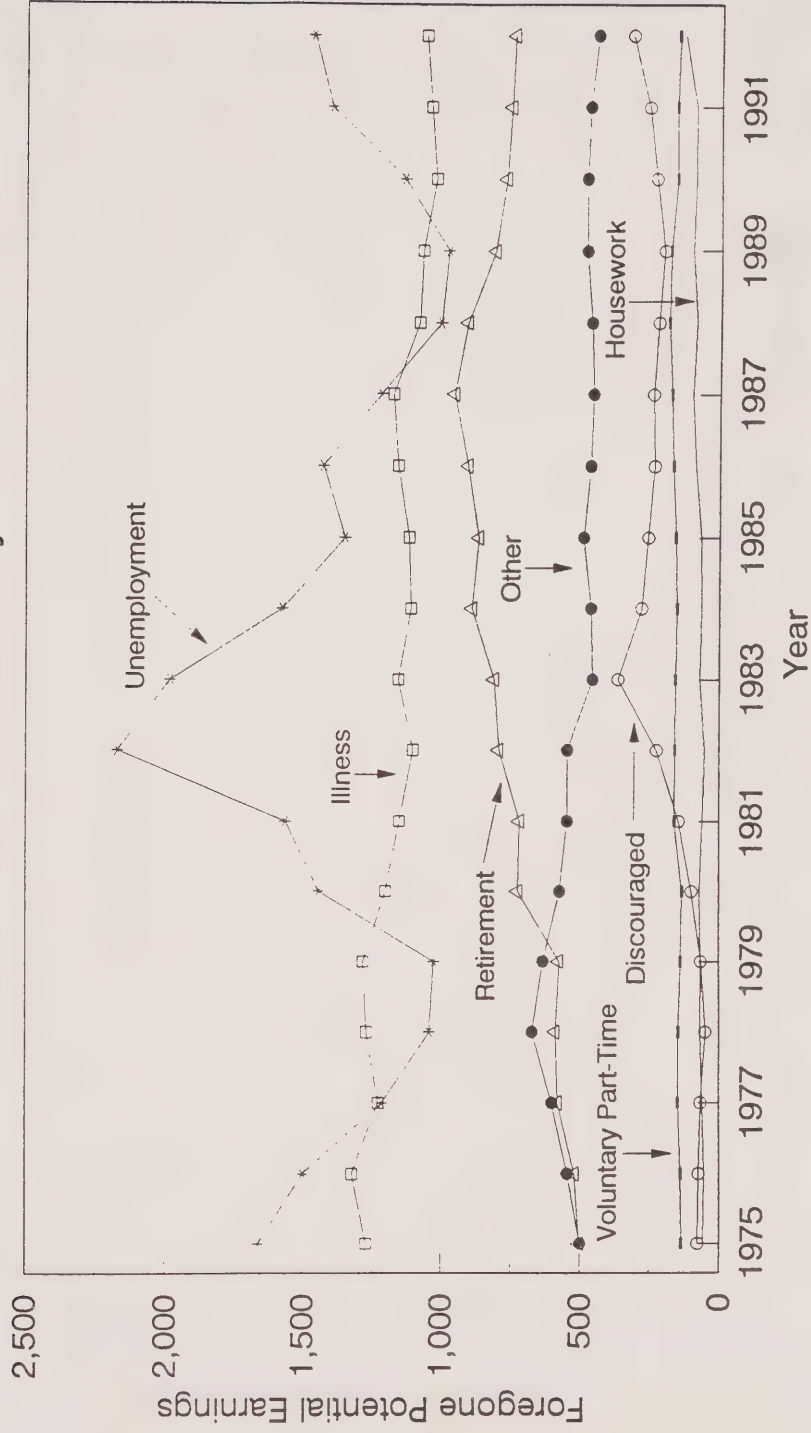 2,500
2,000
1,500
1,000
500
0
Foregone Potential Earnings
Unemployment
Illness
Retirement
Other
Discouraged
Voluntary Part-Time
Housework
1975
1977
1979
1981
1983
1985
1987
1989
1991
Year